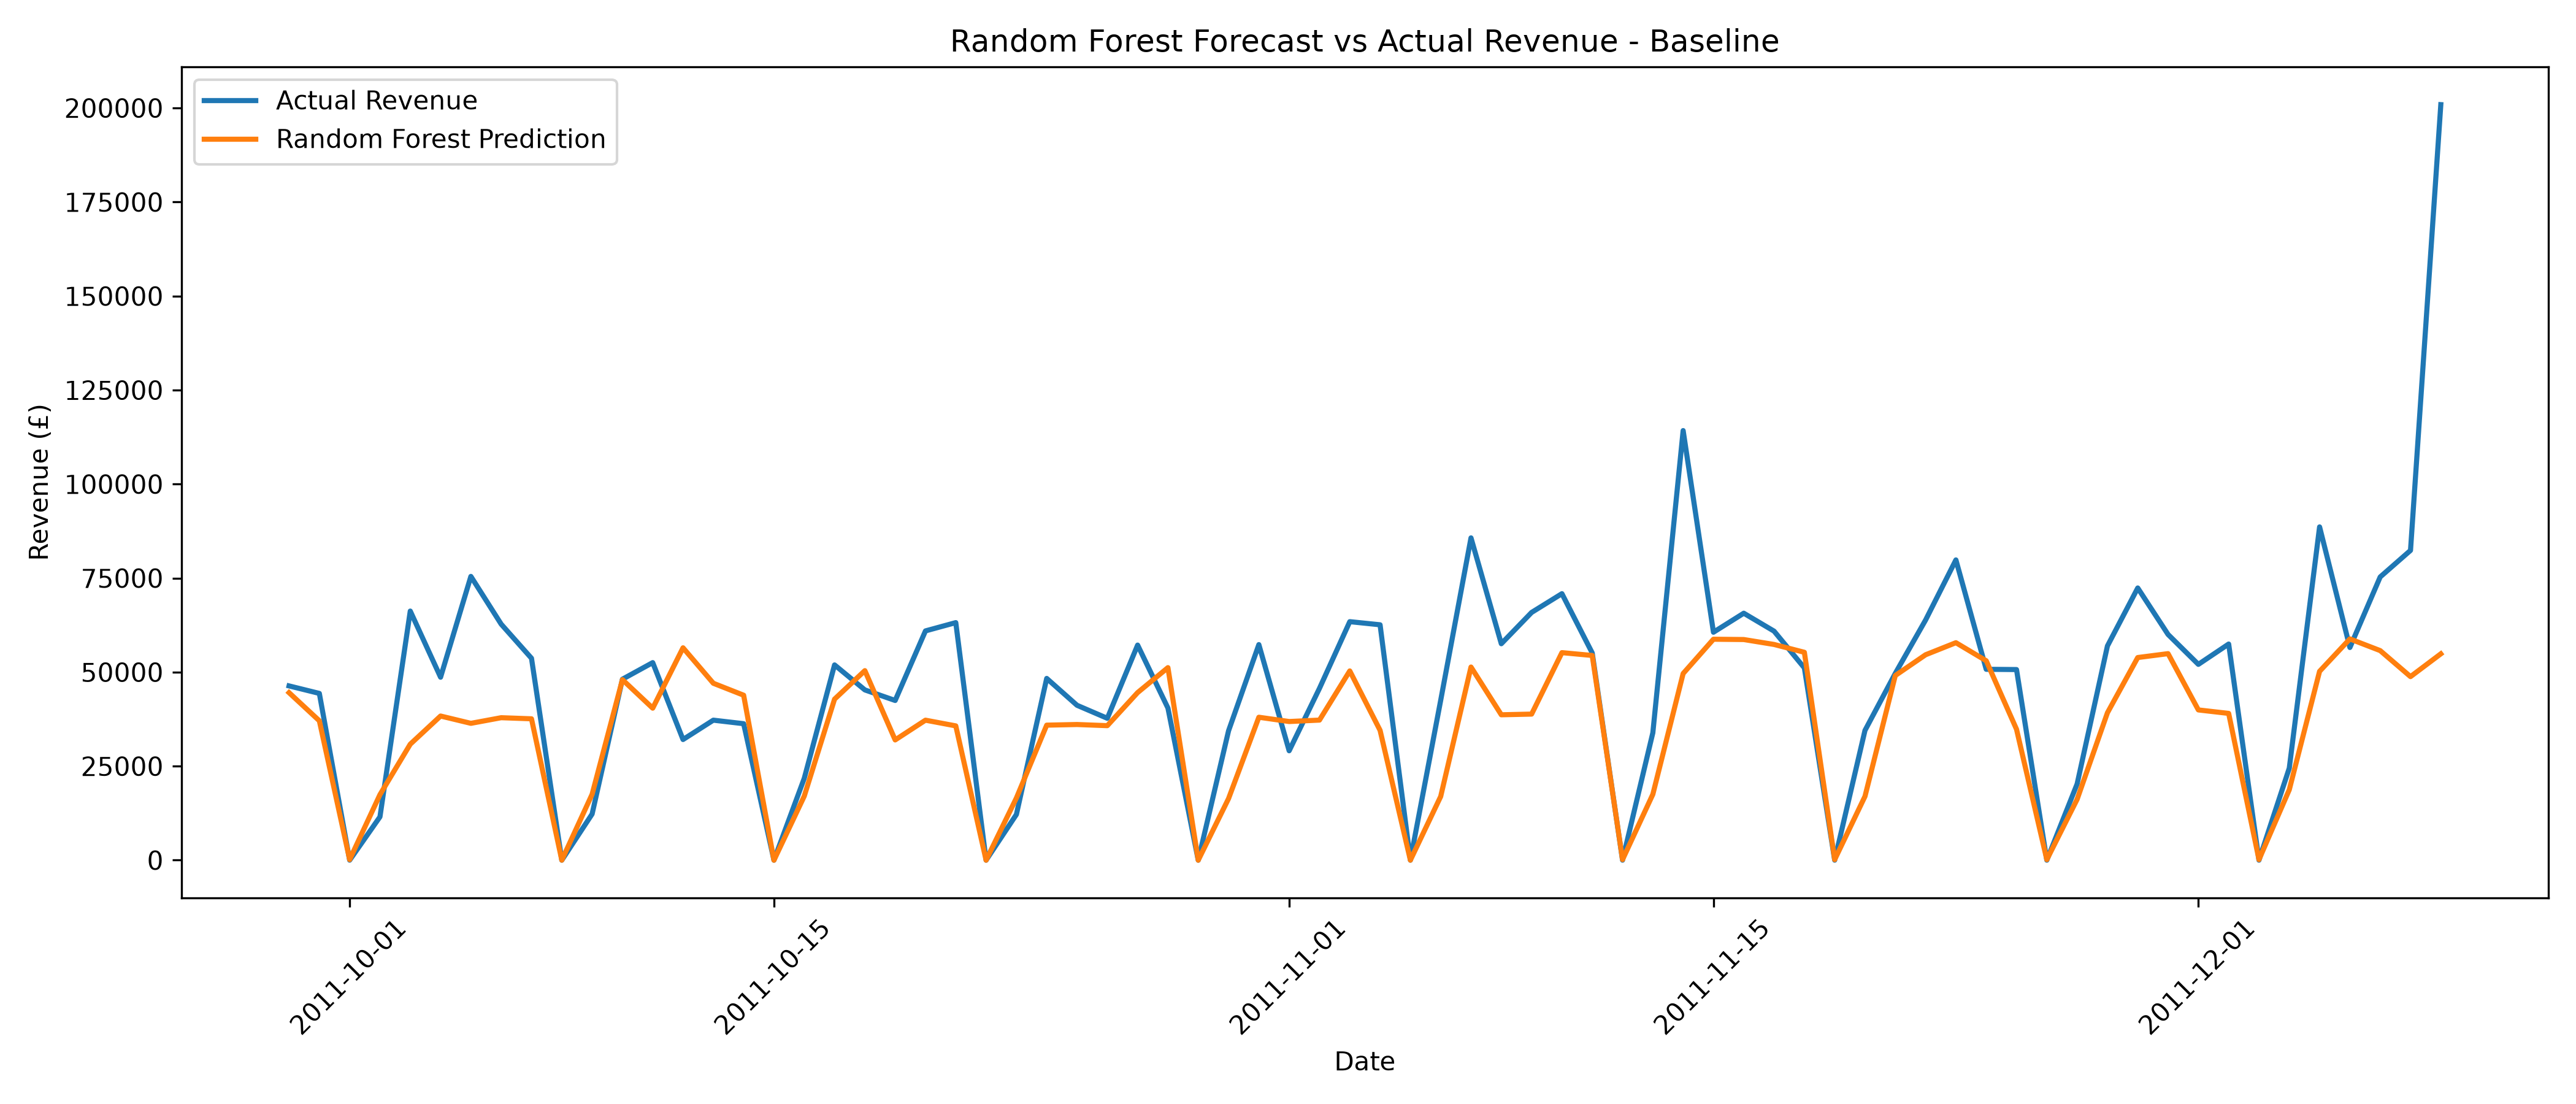 Random Forest Forecast vs Actual Revenue - Baseline
Actual Revenue
Random Forest Prediction
Revenue (£)
200000
175000
150000
125000
100000
75000
50000
25000
0
2011-10-01
2011-10-15
2011-11-01
2011-11-15
2011-12-01
Date